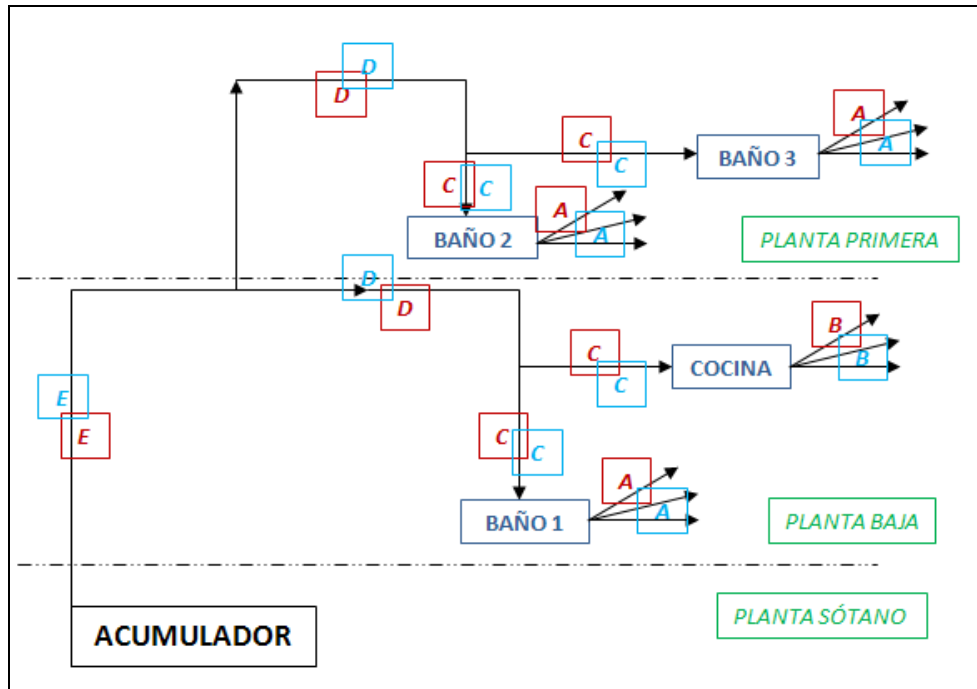 D
D
A
A
C
C
BAÑO 3
C
C
A
A
BAÑO 2
PLANTA PRIMERA
D
D
B
B
C
C
COCINA
E
E
C
C
A
A
BAÑO 1
PLANTA BAJA
PLANTA SÓTANO
ACUMULADOR